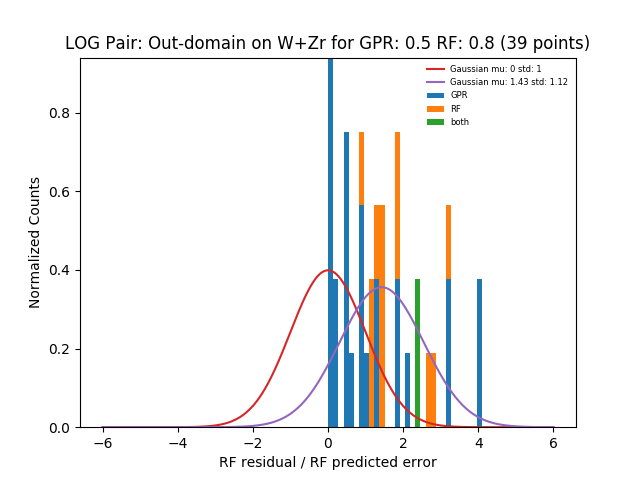 LOG Pair: Out-domain on W+Zr for GPR: 0.5 RF: 0.8 (39 points)
Gaussian mu: 0 std: 1
Gaussian mu: 1.43 std: 1.12
GPR
RF
both
Normalized Counts
0.8
0.6
0.4
0.2
0.0
−6
−4
−2
0
2
4
6
RF residual / RF predicted error